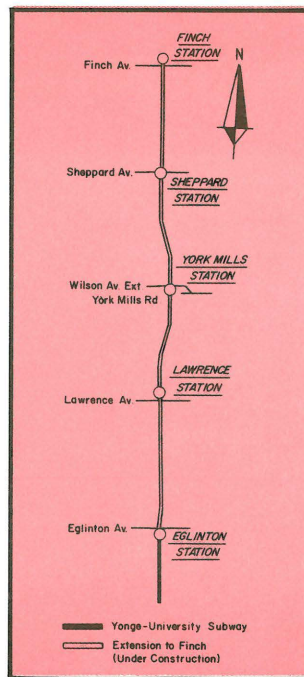 FINCH
STATION
N
Finch Av.
Sheppard Av.
SHEPPARD
STATION
YORK MILLS
STATION
Wilson Av. Ext
York Mills Rd
LAWRENCE
STATION
Lawrence Av.
Eglinton Av.
EGLINTON
STATION
Yonge-University Subway
Extension to Finch
(Under Construction)